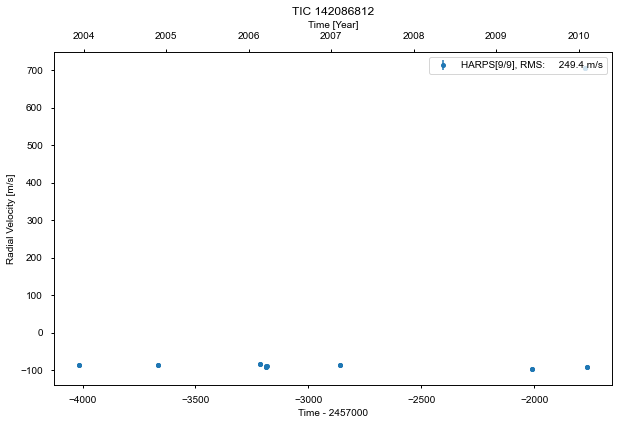 TIC 142086812
Time [Year]
2004 2005 2006 2007 2008 2009 2010
HARPS[9/9], RMS: 249.4 m/s
700
600
500
400
300
200
100
0
−100
Radial Velocity [m/s]
−4000 −3500 −3000 −2500 −2000
Time - 2457000